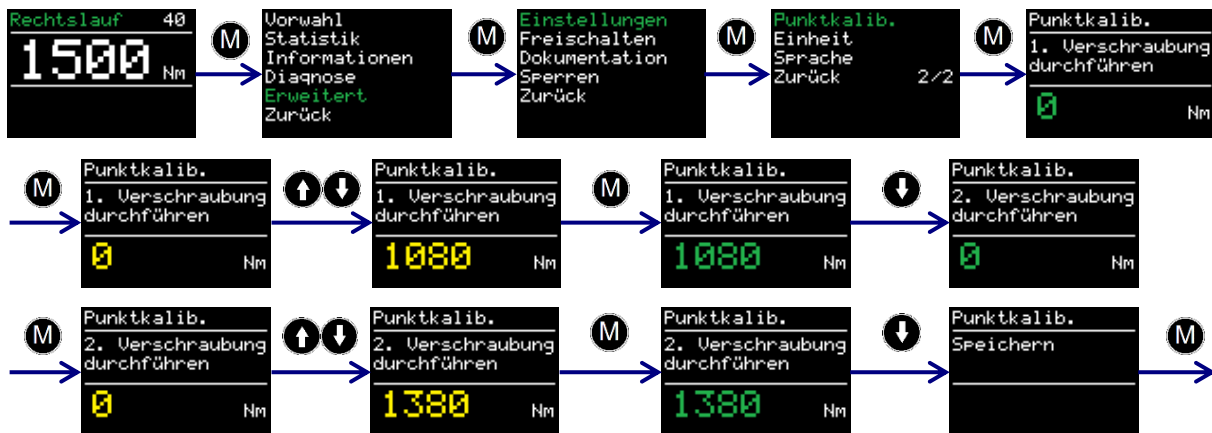 Rechtslauf 40
1500 Nm
M
Vorwahl
Statistik
Informationen
Diagnose
Erweitert
Zurück
M
Einstellungen
Freischalten
Dokumentation
Sperren
Zurück
M
Punktkalib.
Einheit
Sprache
Zurück 2/2
M
Punktkalib.
1. Verschraubung
durchführen
0 Nm
M
Punktkalib.
1. Verschraubung
durchführen
0 Nm
Punktkalib.
1. Verschraubung
durchführen
1080 Nm
M
Punktkalib.
1. Verschraubung
durchführen
1080 Nm
Punktkalib.
2. Verschraubung
durchführen
0 Nm
M
Punktkalib.
2. Verschraubung
durchführen
0 Nm
Punktkalib.
2. Verschraubung
durchführen
1380 Nm
M
Punktkalib.
2. Verschraubung
durchführen
1380 Nm
Punktkalib.
Speichern
M